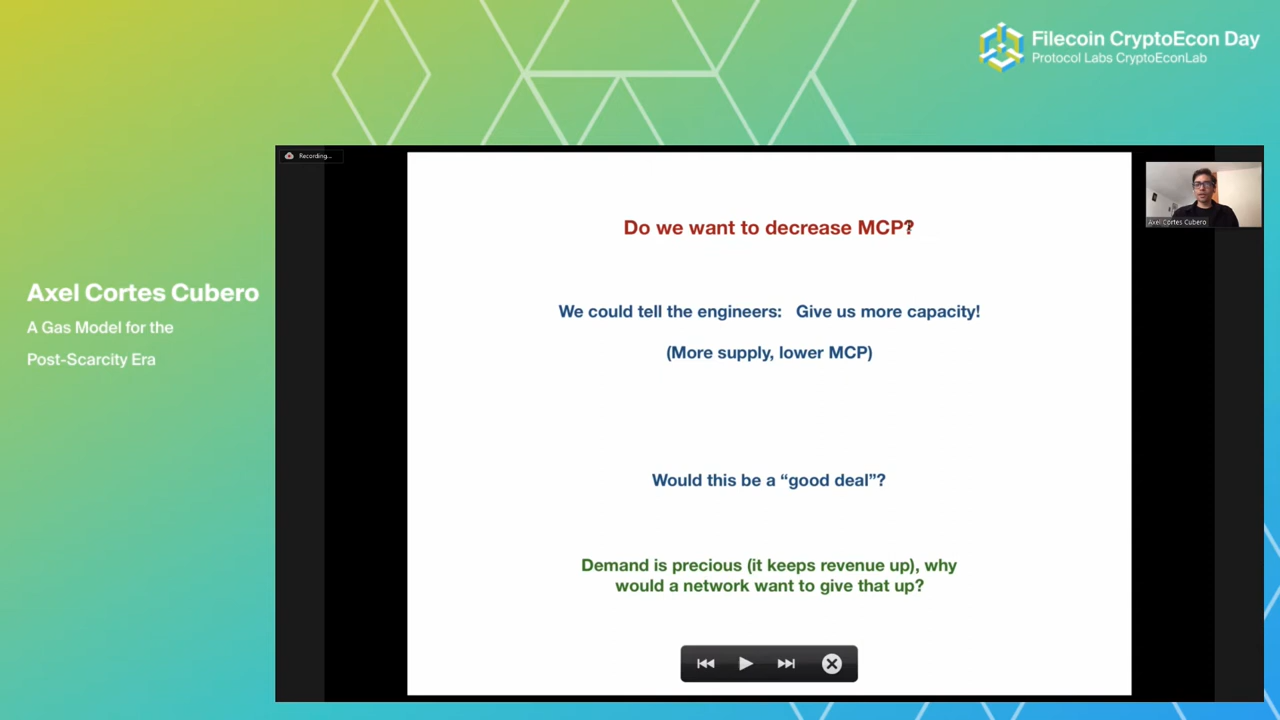 Filecoin CryptoEcon Day
Protocol Labs CryptoEconLab
Recording...
Axel Cortes Cubero
Do we want to decrease MCP?
We could tell the engineers: Give us more capacity!
(More supply, lower MCP)
Axel Cortes Cubero
A Gas Model for the
Post-Scarcity Era
Would this be a “good deal”?
Demand is precious (it keeps revenue up), why
would a network want to give that up?